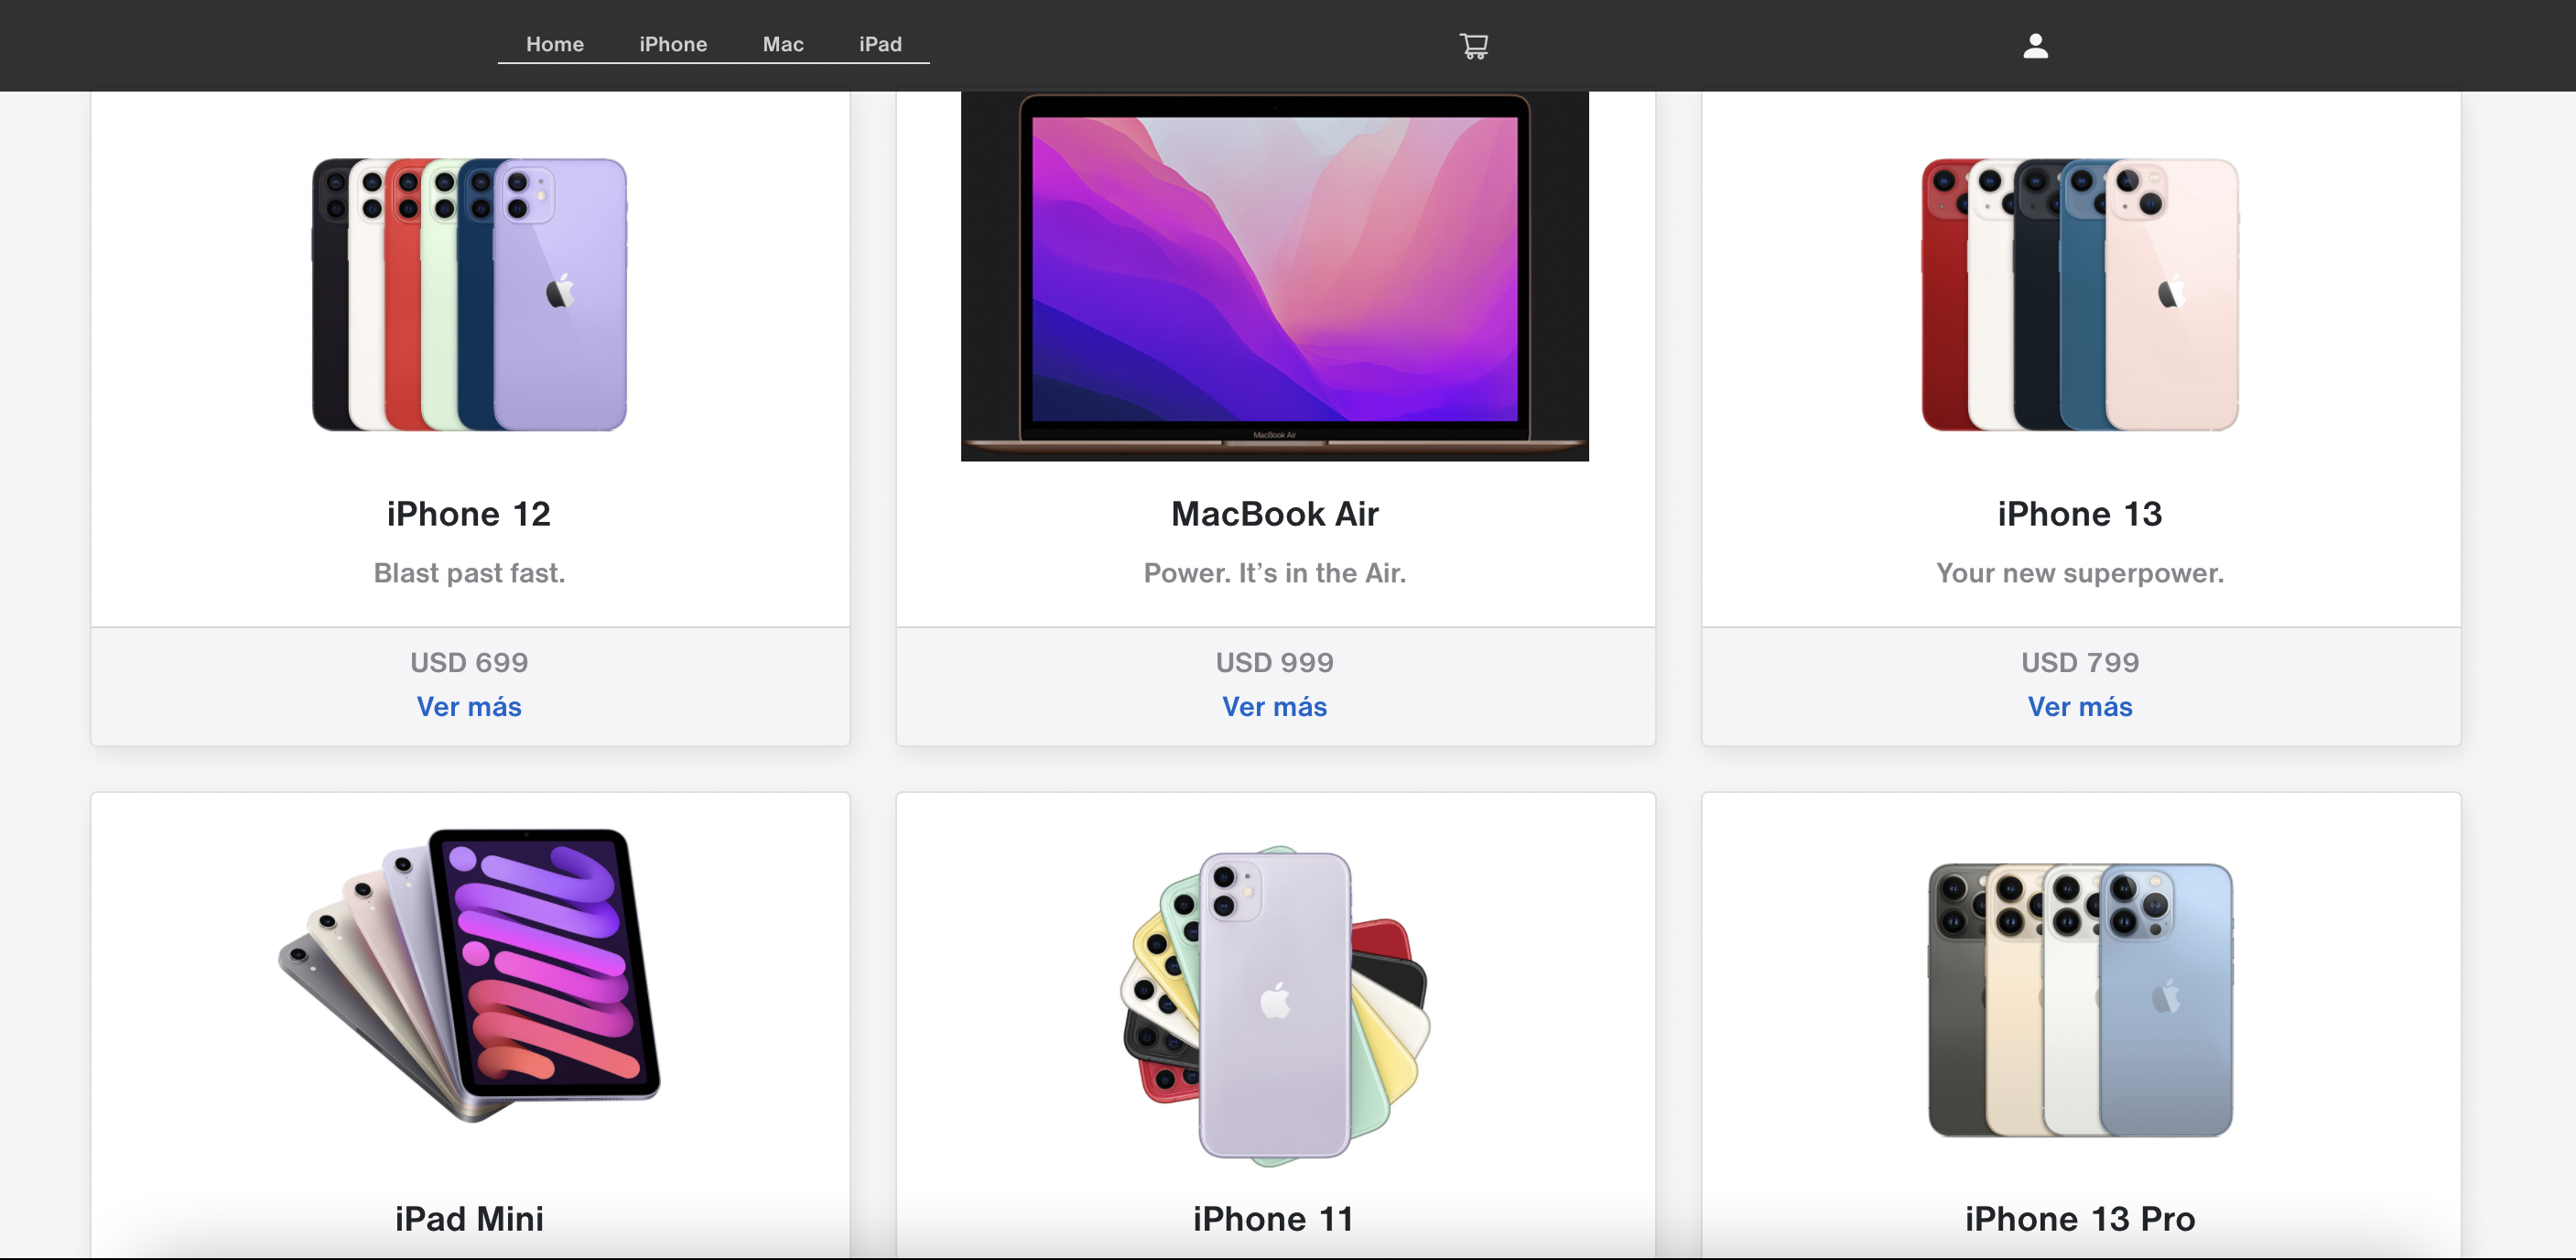 Home iPhone Mac iPad
MacBook Air
iPhone 12
Blast past fast.
USD 699
Ver más
MacBook Air
Power. It’s in the Air.
USD 999
Ver más
iPhone 13
Your new superpower.
USD 799
Ver más
iPad Mini
iPhone 11
iPhone 13 Pro